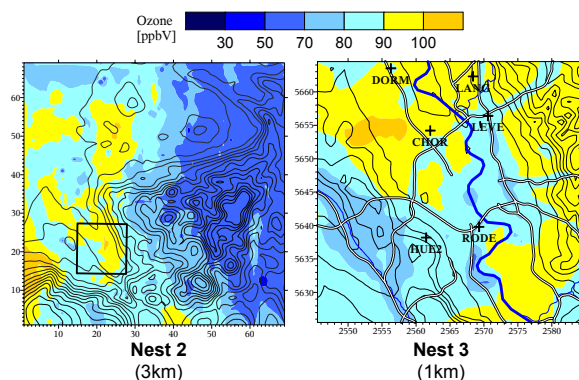 Ozone
[ppbV]
30 50 70 80 90 100
60
50
40
30
20
10
10 20 30 40 50 60
Nest 2
(3km)
5660
5655
5650
5645
5640
5635
5630
2550 2555 2560 2565 2570 2575 2580
DORM
LANG
LEVE
CHOR
RODE
HUE2
Nest 3
(1km)